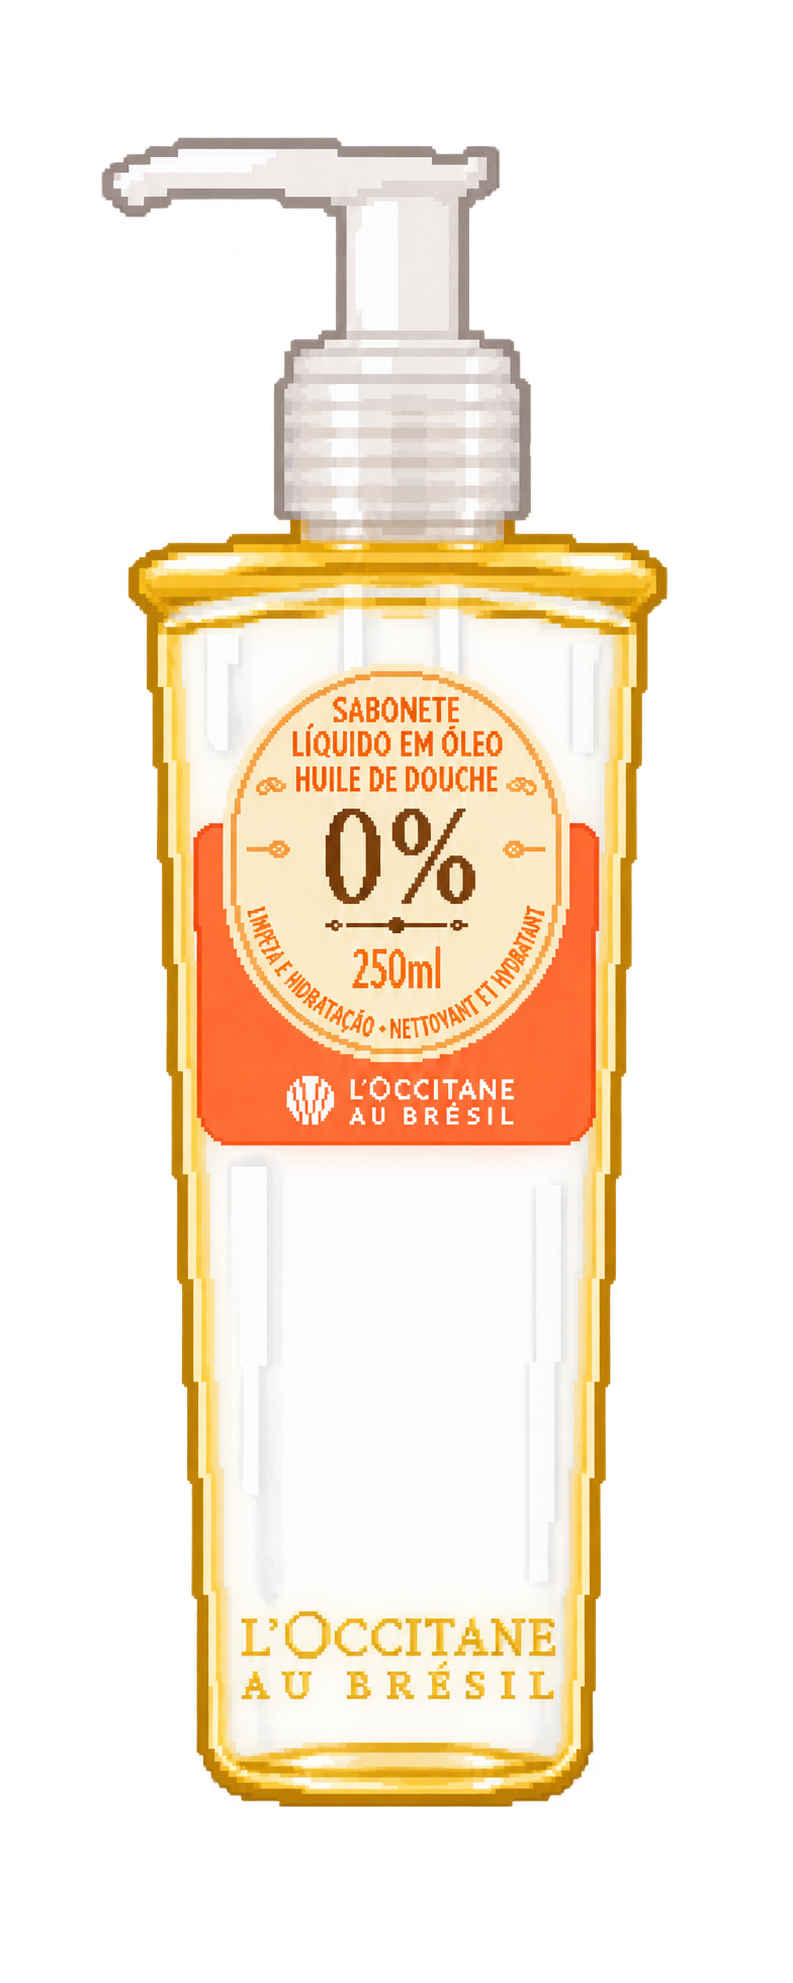 SABONETE
LÍQUIDO EM ÓLEO
HUILE DE DOUCHE
0%
250ml
LIMPEZA E HIDRATAÇÃO • NETTOYANT ET HYDRATANT
L'OCCITANE
AU BRÉSIL
L'OCCITANE
AU BRÉSIL